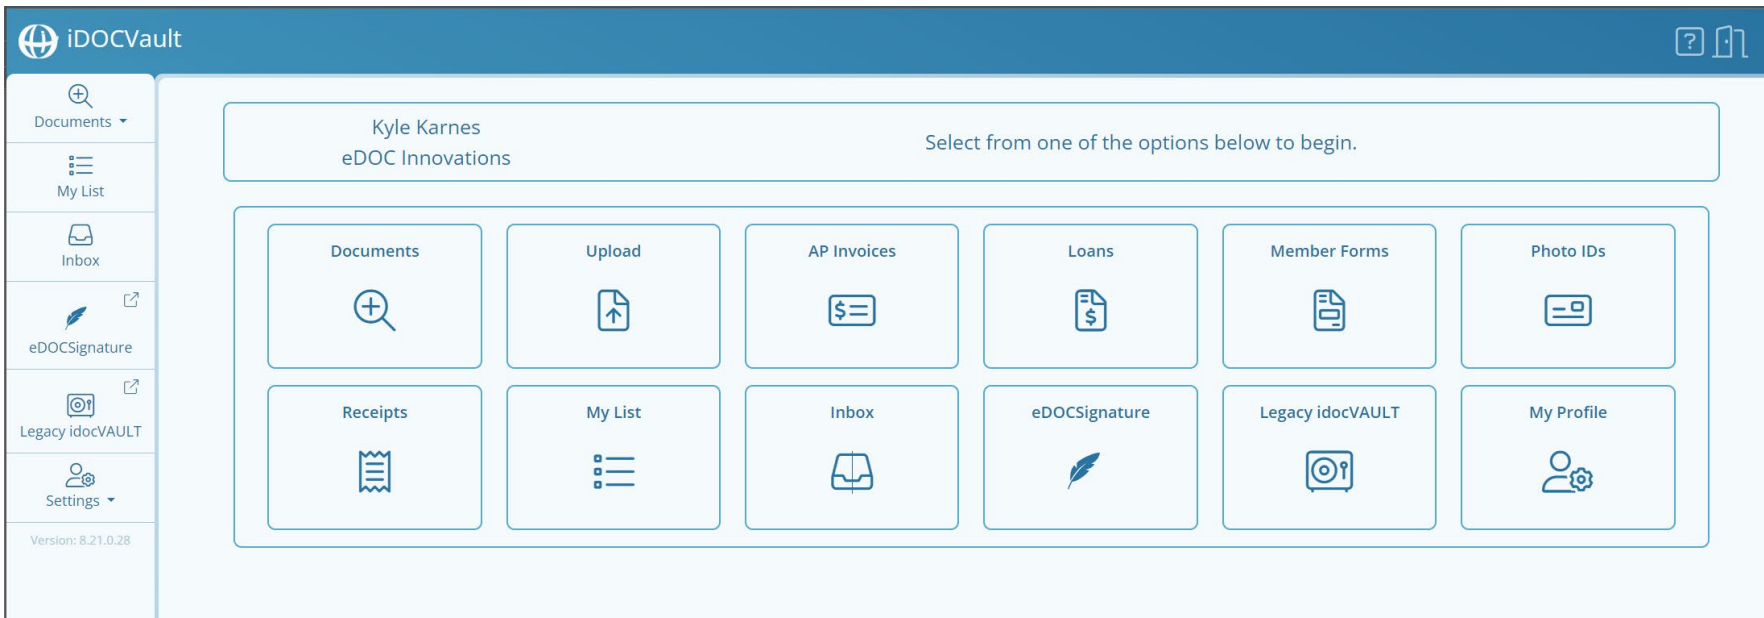 iDOCVault
Documents
My List
Inbox
eDOCSignature
Legacy idocVAULT
Settings
Version: 8.21.0.28
Kyle Karnes
eDOC Innovations
Select from one of the options below to begin.
Documents
Upload
AP Invoices
Loans
Member Forms
Photo IDs
Receipts
My List
Inbox
eDOCSignature
Legacy idocVAULT
My Profile